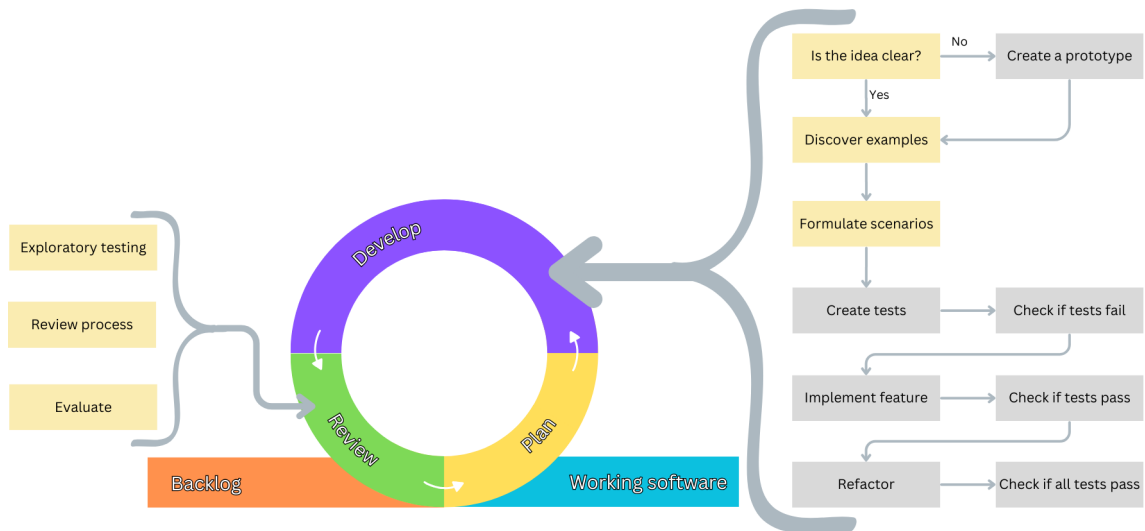 Is the idea clear?
No
Create a prototype
Yes
Discover examples
Formulate scenarios
Create tests
Check if tests fail
Implement feature
Check if tests pass
Refactor
Check if all tests pass
Exploratory testing
Review process
Evaluate
Develop
Review
Plan
Backlog
Working software